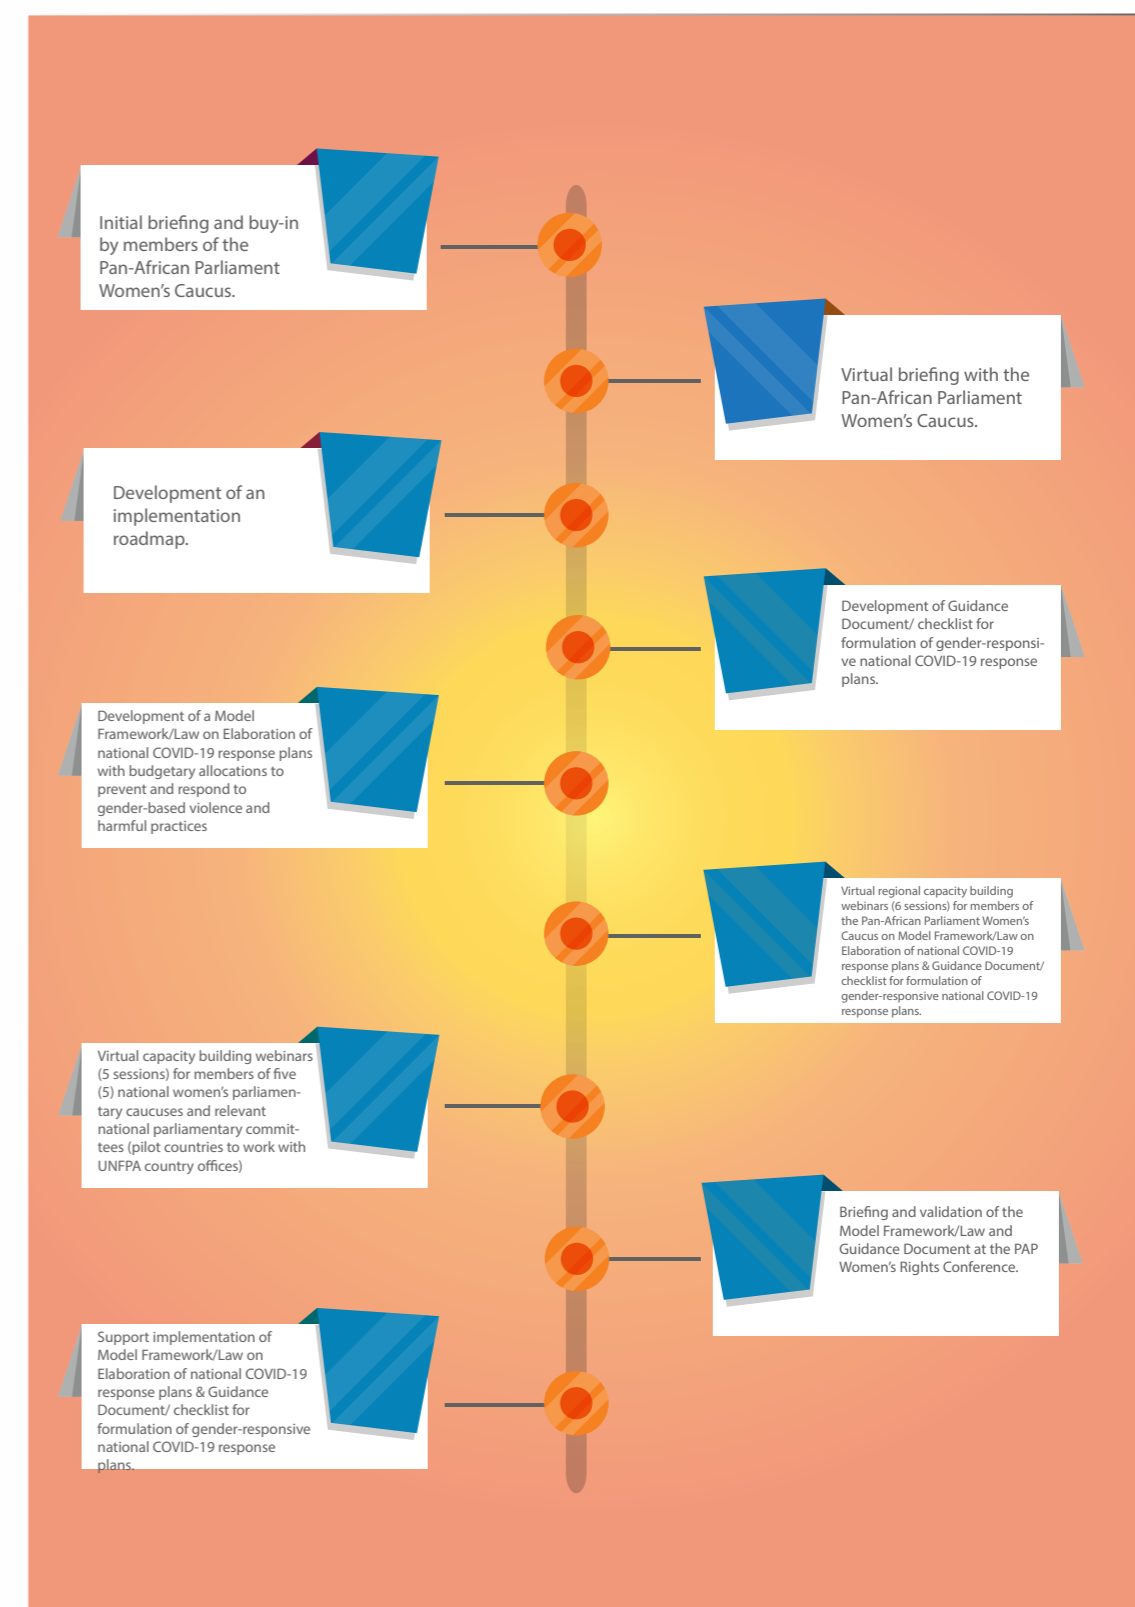 Initial briefing and buy-in
by members of the
Pan-African Parliament
Women's Caucus.
Virtual briefing with the
Pan-African Parliament
Women's Caucus.
Development of an
implementation
roadmap.
Development of Guidance
Document/ checklist for
formulation of gender-responsi-
ve national COVID-19 response
plans.
Development of a Model
Framework/Law on Elaboration of
national COVID-19 response plans
with budgetary allocations to
prevent and respond to
gender-based violence and
harmful practices
Virtual regional capacity building
webinars (6 sessions) for members of
the Pan-African Parliament Women's
Caucus on Model Framework/Law on
Elaboration of national COVID-19
response plans & Guidance Document/
checklist for formulation of
gender-responsive national COVID-19
response plans.
Virtual capacity building webinars
(5 sessions) for members of five
(5) national women's parliamen-
tary caucuses and relevant
national parliamentary commit-
tees (pilot countries to work with
UNFPA country offices)
Briefing and validation of the
Model Framework/Law and
Guidance Document at the PAP
Women's Rights Conference.
Support implementation of
Model Framework/Law on
Elaboration of national COVID-19
response plans & Guidance
Document/ checklist for
formulation of gender-responsive
national COVID-19 response
plans.